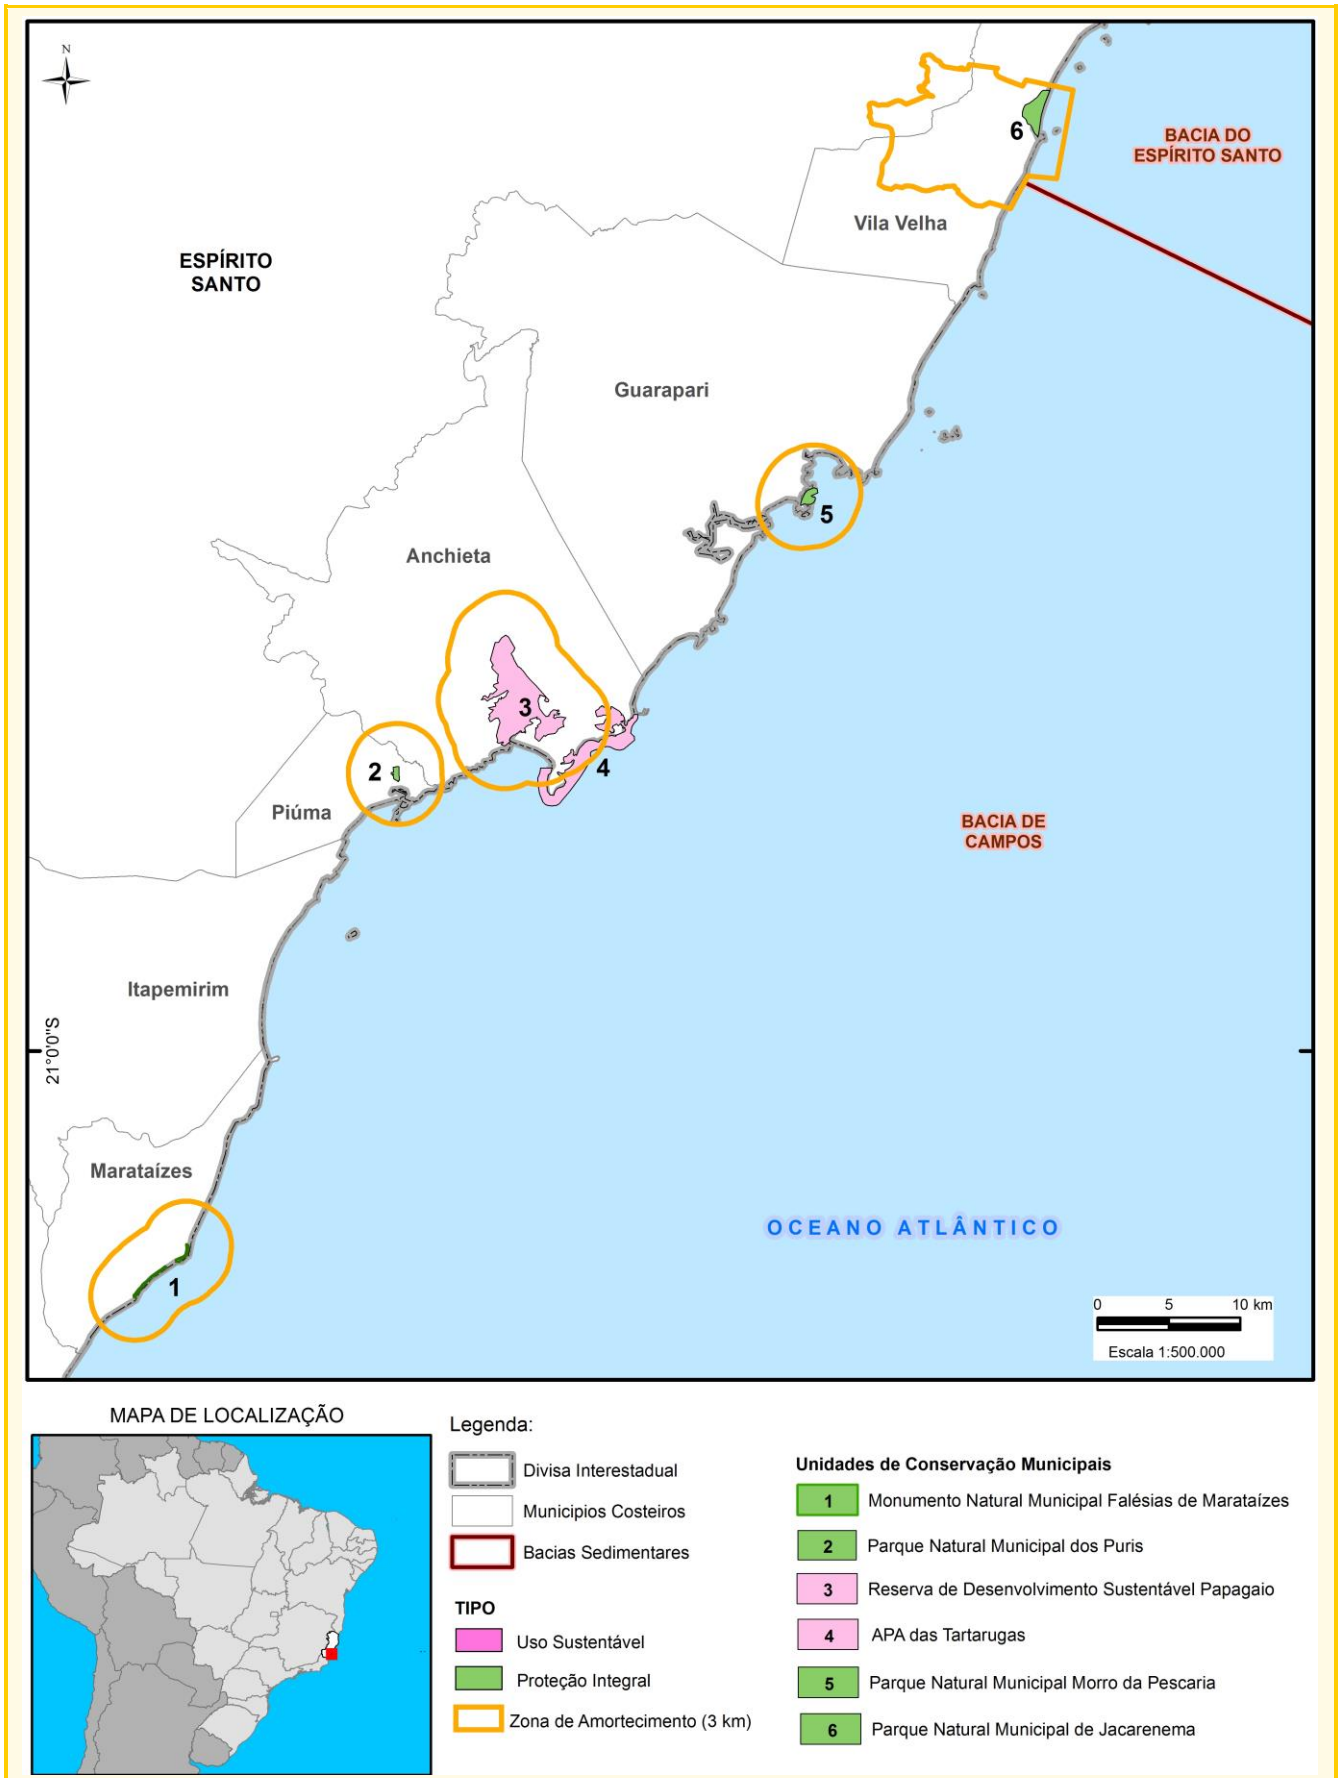 N
BACIA DO
ESPÍRITO SANTO
6
Vila Velha
ESPÍRITO
SANTO
Guarapari
5
Anchieta
3
4
2
Piúma
BACIA DE
CAMPOS
Itapemirim
21°0'0"S
Marataízes
1
OCEANO ATLÂNTICO
0 5 10 km
Escala 1:500.000
MAPA DE LOCALIZAÇÃO
Legenda:
Divisa Interestadual
Municipios Costeiros
Bacias Sedimentares
TIPO
Uso Sustentável
Proteção Integral
Zona de Amortecimento (3 km)
Unidades de Conservação Municipais
1 Monumento Natural Municipal Falésias de Marataízes
2 Parque Natural Municipal dos Puris
3 Reserva de Desenvolvimento Sustentável Papagaio
4 APA das Tartarugas
5 Parque Natural Municipal Morro da Pescaria
6 Parque Natural Municipal de Jacarenema